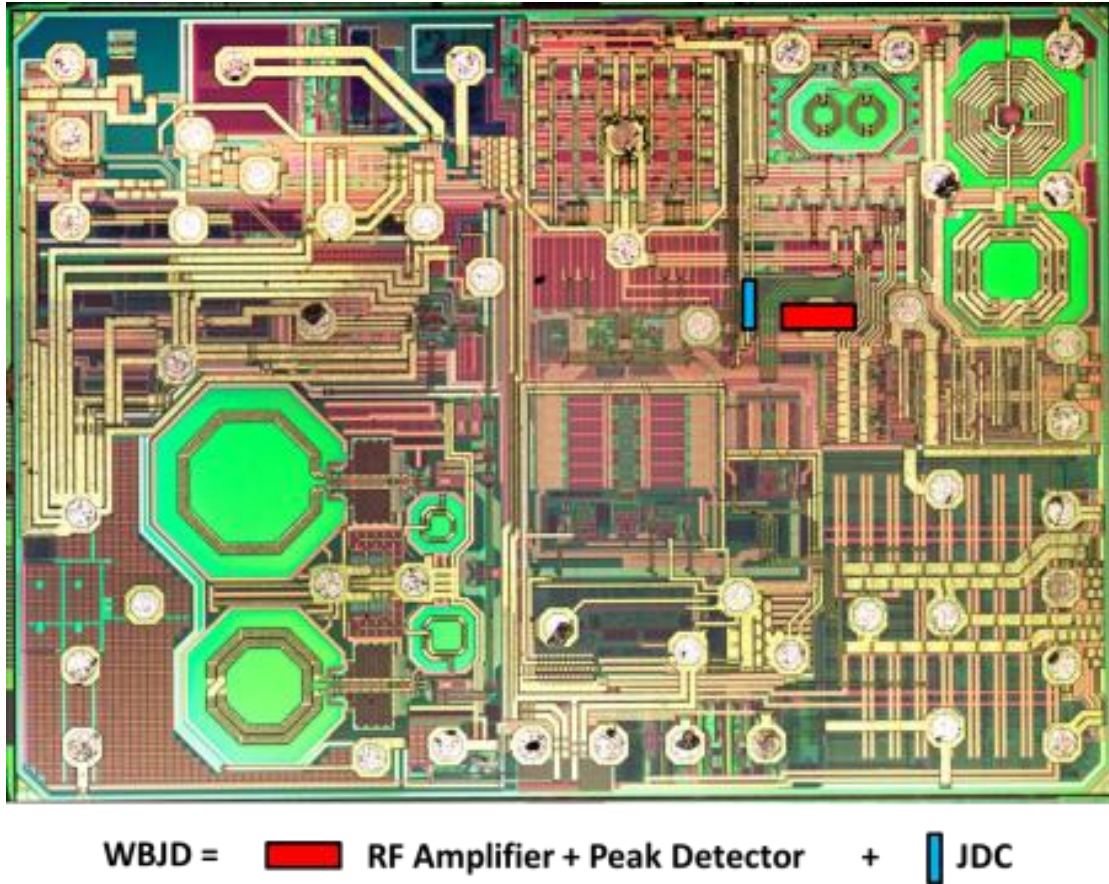 WBJD = RF Amplifier + Peak Detector + JDC